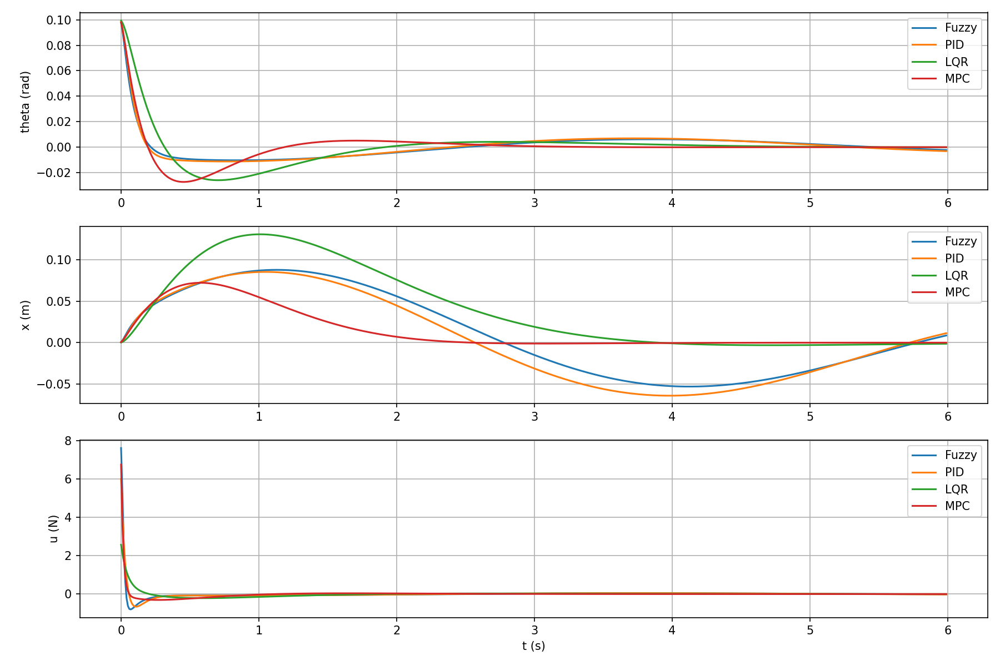 theta (rad)
0.10
0.08
0.06
0.04
0.02
0.00
−0.02
0 1 2 3 4 5 6
Fuzzy
PID
LQR
MPC
x (m)
0.10
0.05
0.00
−0.05
0 1 2 3 4 5 6
Fuzzy
PID
LQR
MPC
u (N)
8
6
4
2
0
0 1 2 3 4 5 6
Fuzzy
PID
LQR
MPC
t (s)